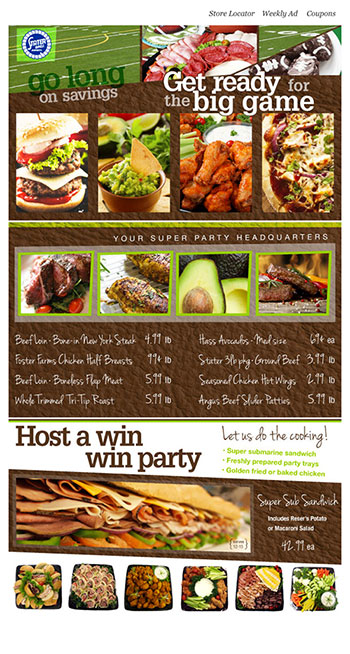 Store Locator Weekly Ad Coupons
STATER
go long
on savings
Get ready for
the big game
YOUR SUPER PARTY HEADQUARTERS
Beef Loin - Bone-in New York Steak 4.99 lb
Foster Farms Chicken Half Breasts 99¢ lb
Beef Loin - Boneless Flap Meat 5.99 lb
Whole Trimmed Tri-Tip Roast 5.99 lb
Hass Avocados - Med size 69¢ ea
Stater 3lb pkg. Ground Beef 3.99 lb
Seasoned Chicken Hot Wings 2.99 lb
Angus Beef Slider Patties 5.99 lb
Host a win
win party
Let us do the cooking!
• Super submarine sandwich
• Freshly prepared party trays
• Golden fried or baked chicken
Super Sub Sandwich
Includes Reser's Potato
or Macaroni Salad
42.99 ea